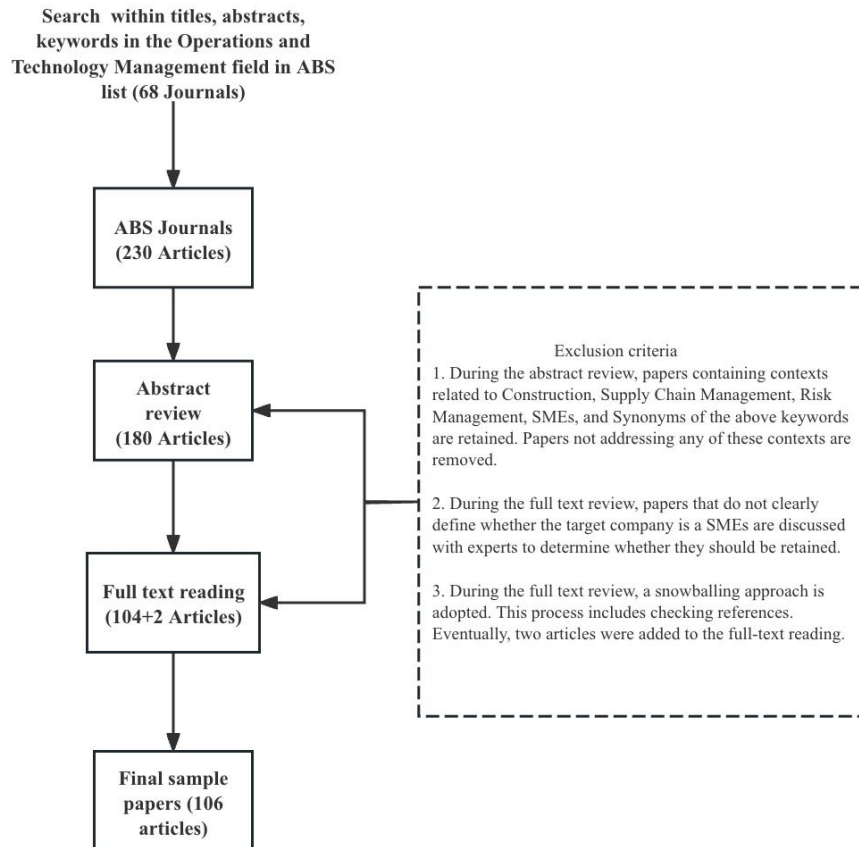 Search within titles, abstracts,
keywords in the Operations and
Technology Management field in ABS
list (68 Journals)
ABS Journals
(230 Articles)
Abstract
review
(180 Articles)
Full text reading
(104+2 Articles)
Final sample
papers (106
articles)
Exclusion criteria
1. During the abstract review, papers containing contexts
related to Construction, Supply Chain Management, Risk
Management, SMEs, and Synonyms of the above keywords
are retained. Papers not addressing any of these contexts are
removed.
2. During the full text review, papers that do not clearly
define whether the target company is a SMEs are discussed
with experts to determine whether they should be retained.
3. During the full text review, a snowballing approach is
adopted. This process includes checking references.
Eventually, two articles were added to the full-text reading.